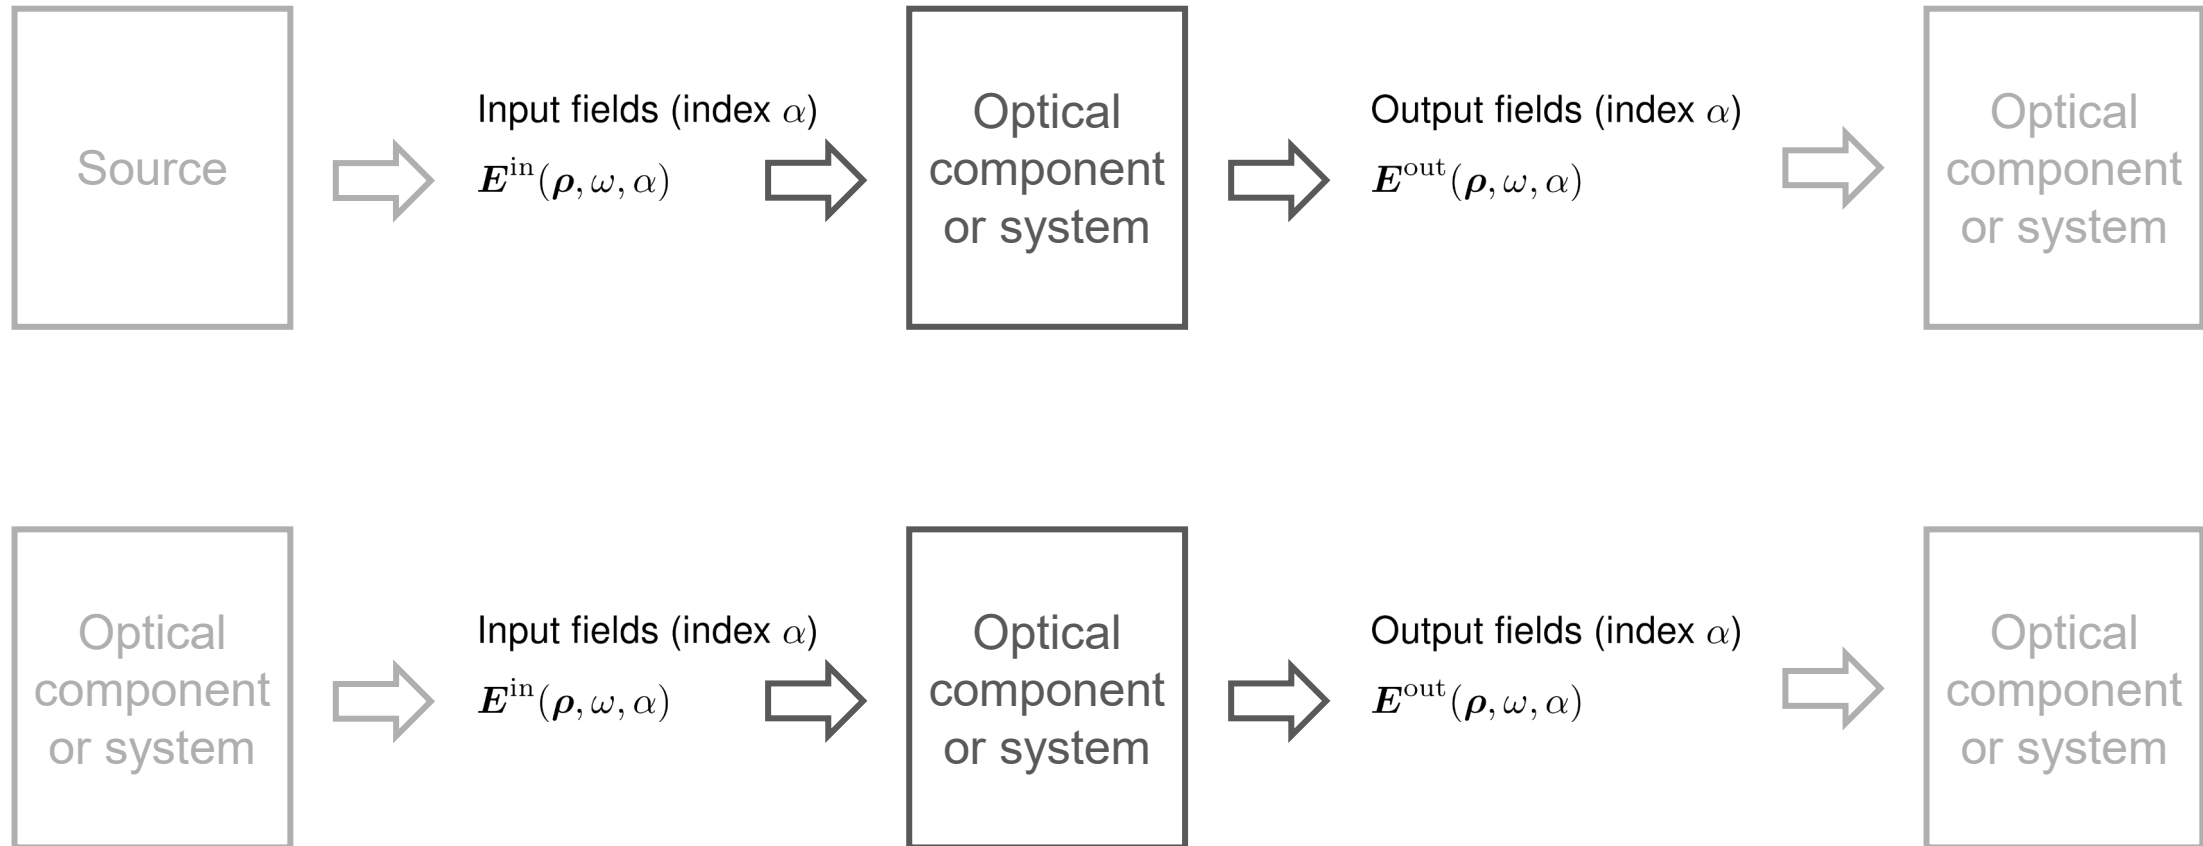 Source
Input fields (index α)
𝑬^in(𝝆, ω, α)
Optical
component
or system
Output fields (index α)
𝑬^out(𝝆, ω, α)
Optical
component
or system
Optical
component
or system
Input fields (index α)
𝑬^in(𝝆, ω, α)
Optical
component
or system
Output fields (index α)
𝑬^out(𝝆, ω, α)
Optical
component
or system